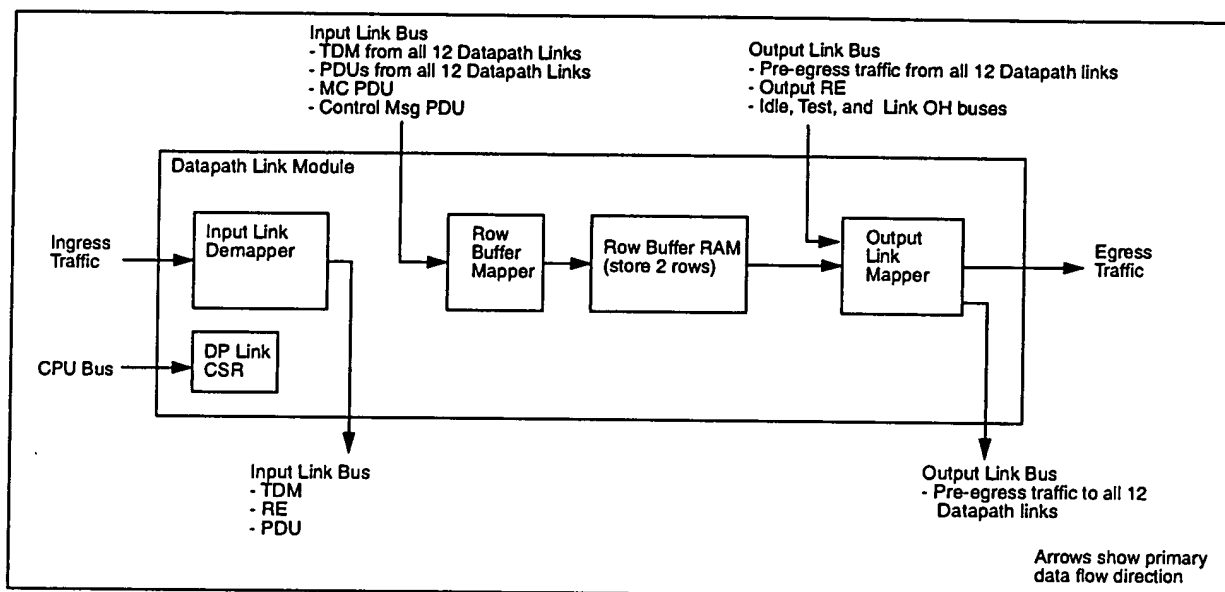 Input Link Bus
- TDM from all 12 Datapath Links
- PDUs from all 12 Datapath Links
- MC PDU
- Control Msg PDU
Output Link Bus
- Pre-egress traffic from all 12 Datapath links
- Output RE
- Idle, Test, and Link OH buses
Datapath Link Module
Ingress
Traffic
Input Link
Demapper
Row
Buffer
Mapper
Row Buffer RAM
(store 2 rows)
Output
Link
Mapper
Egress
Traffic
CPU Bus
DP Link
CSR
Input Link Bus
- TDM
- RE
- PDU
Output Link Bus
- Pre-egress traffic to all 12
Datapath links
Arrows show primary
data flow direction